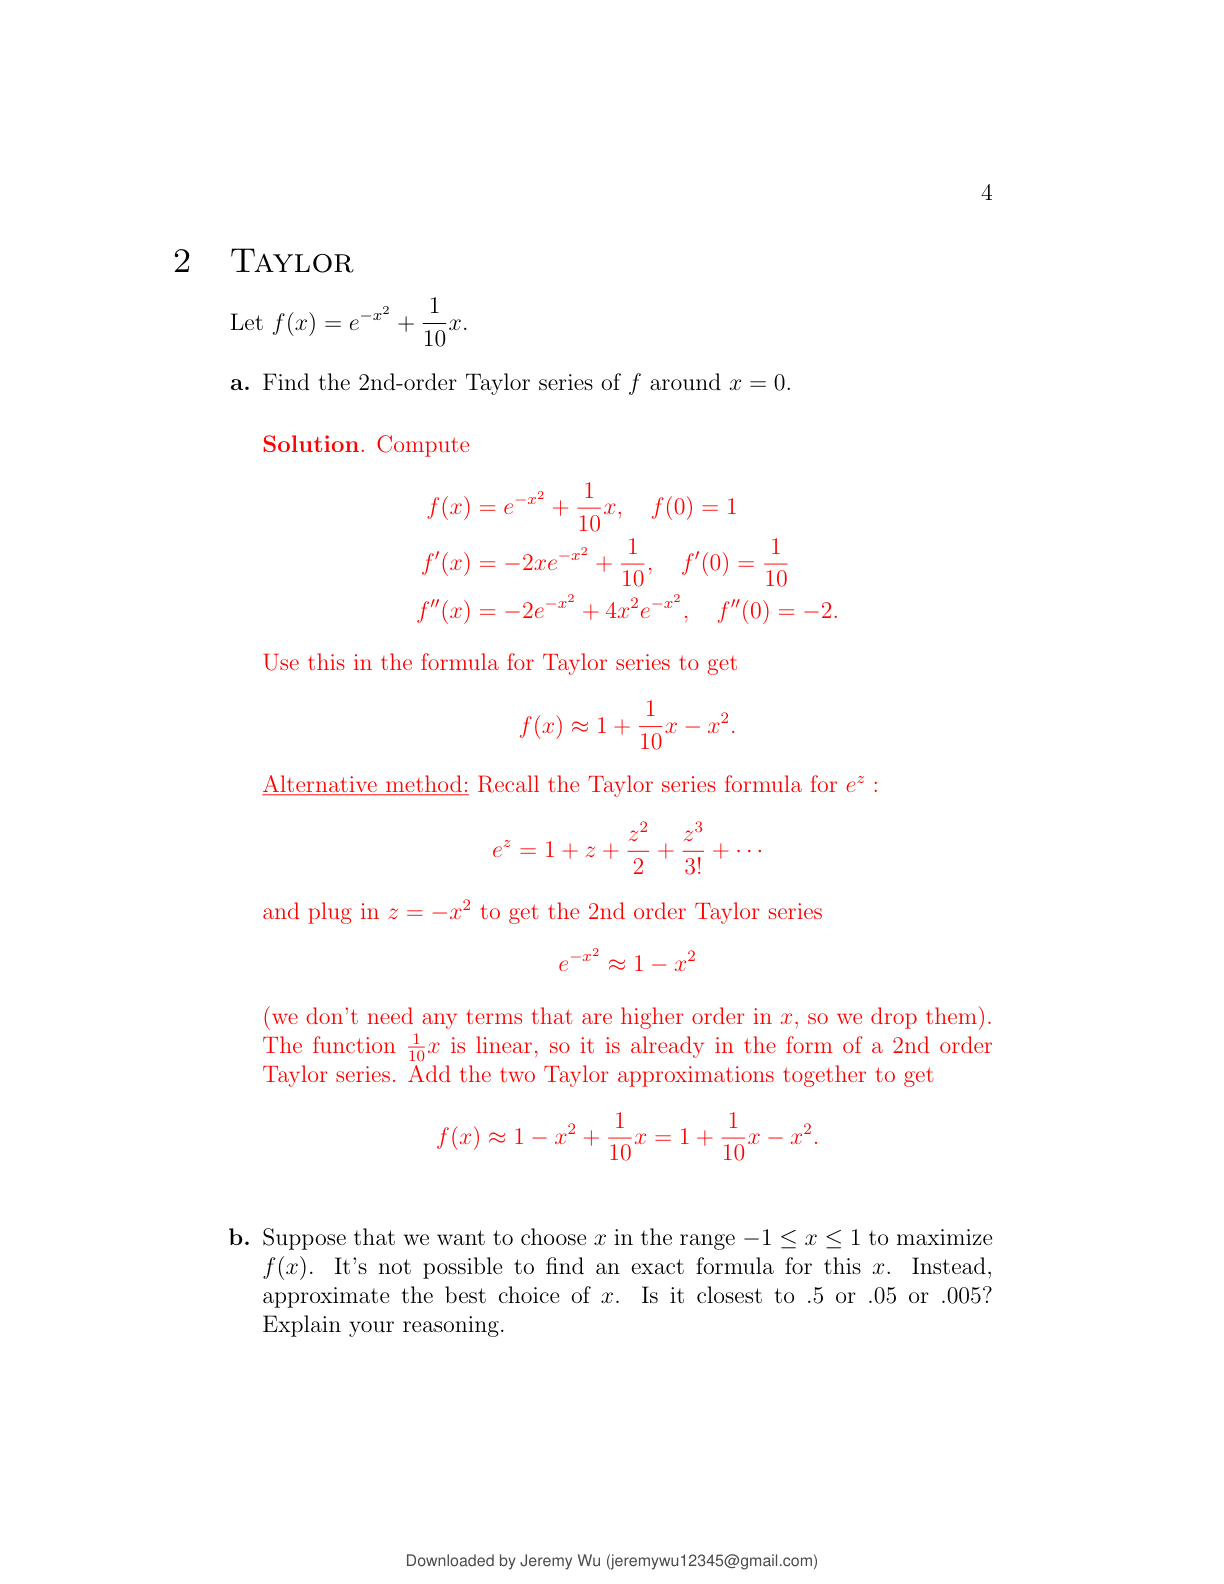 4
2 Taylor
Let f(x) = e^{−x^2} + \frac{1}{10}x.
a. Find the 2nd-order Taylor series of f around x = 0.
Solution. Compute
f(x) = e^{−x^2} + \frac{1}{10}x, f(0) = 1
f′(x) = −2xe^{−x^2} + \frac{1}{10}, f′(0) = \frac{1}{10}
f″(x) = −2e^{−x^2} + 4x^2e^{−x^2}, f″(0) = −2.
Use this in the formula for Taylor series to get
f(x) ≈ 1 + \frac{1}{10}x − x^2.
Alternative method: Recall the Taylor series formula for e^z :
e^z = 1 + z + \frac{z^2}{2} + \frac{z^3}{3!} + ⋯
and plug in z = −x^2 to get the 2nd order Taylor series
e^{−x^2} ≈ 1 − x^2
(we don't need any terms that are higher order in x, so we drop them).
The function \frac{1}{10}x is linear, so it is already in the form of a 2nd order
Taylor series. Add the two Taylor approximations together to get
f(x) ≈ 1 − x^2 + \frac{1}{10}x = 1 + \frac{1}{10}x − x^2.
b. Suppose that we want to choose x in the range −1 ≤ x ≤ 1 to maximize
f(x). It's not possible to find an exact formula for this x. Instead,
approximate the best choice of x. Is it closest to .5 or .05 or .005?
Explain your reasoning.
Downloaded by Jeremy Wu (jeremywu12345@gmail.com)